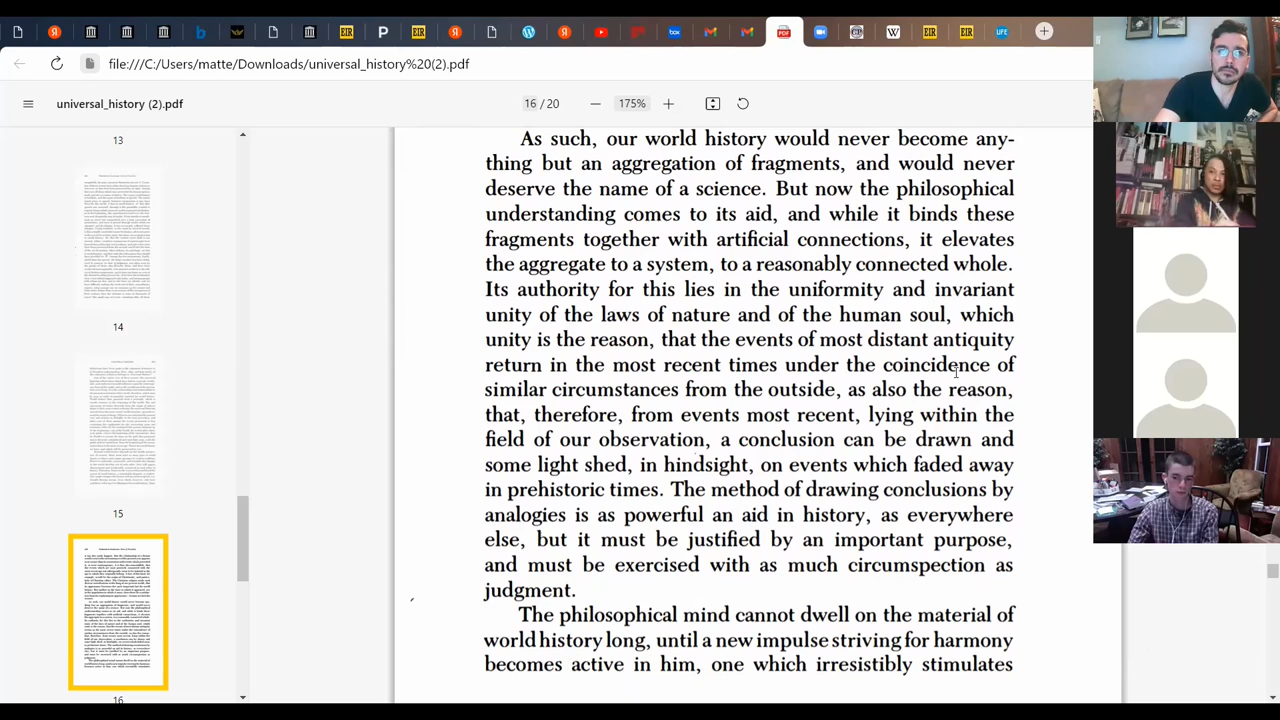 file:///C:/Users/matte/Downloads/universal_history%20(2).pdf
universal_history (2).pdf
16 / 20
175%
13
14
15
16
As such, our world history would never become any-
thing but an aggregation of fragments, and would never
deserve the name of a science. But now the philosophical
understanding comes to its aid, and while it binds these
fragments together with artificial connections, it elevates
the aggregate to a system, to a reasonably connected whole.
Its authority for this lies in the uniformity and invariant
unity of the laws of nature and of the human soul, which
unity is the reason, that the events of most distant antiquity
return in the most recent times under the coincidence of
similar circumstances from the outside, as also the reason,
that therefore, from events most recent, lying within the
field of our observation, a conclusion can be drawn and
some light shed, in hindsight, on events which faded away
in prehistoric times. The method of drawing conclusions by
analogies is as powerful an aid in history, as everywhere
else, but it must be justified by an important purpose,
and must be exercised with as much circumspection as
judgment.
The philosophical mind cannot dwell on the material of
world history long, until a new impulse striving for harmony
becomes active in him, one which irresistibly stimulates